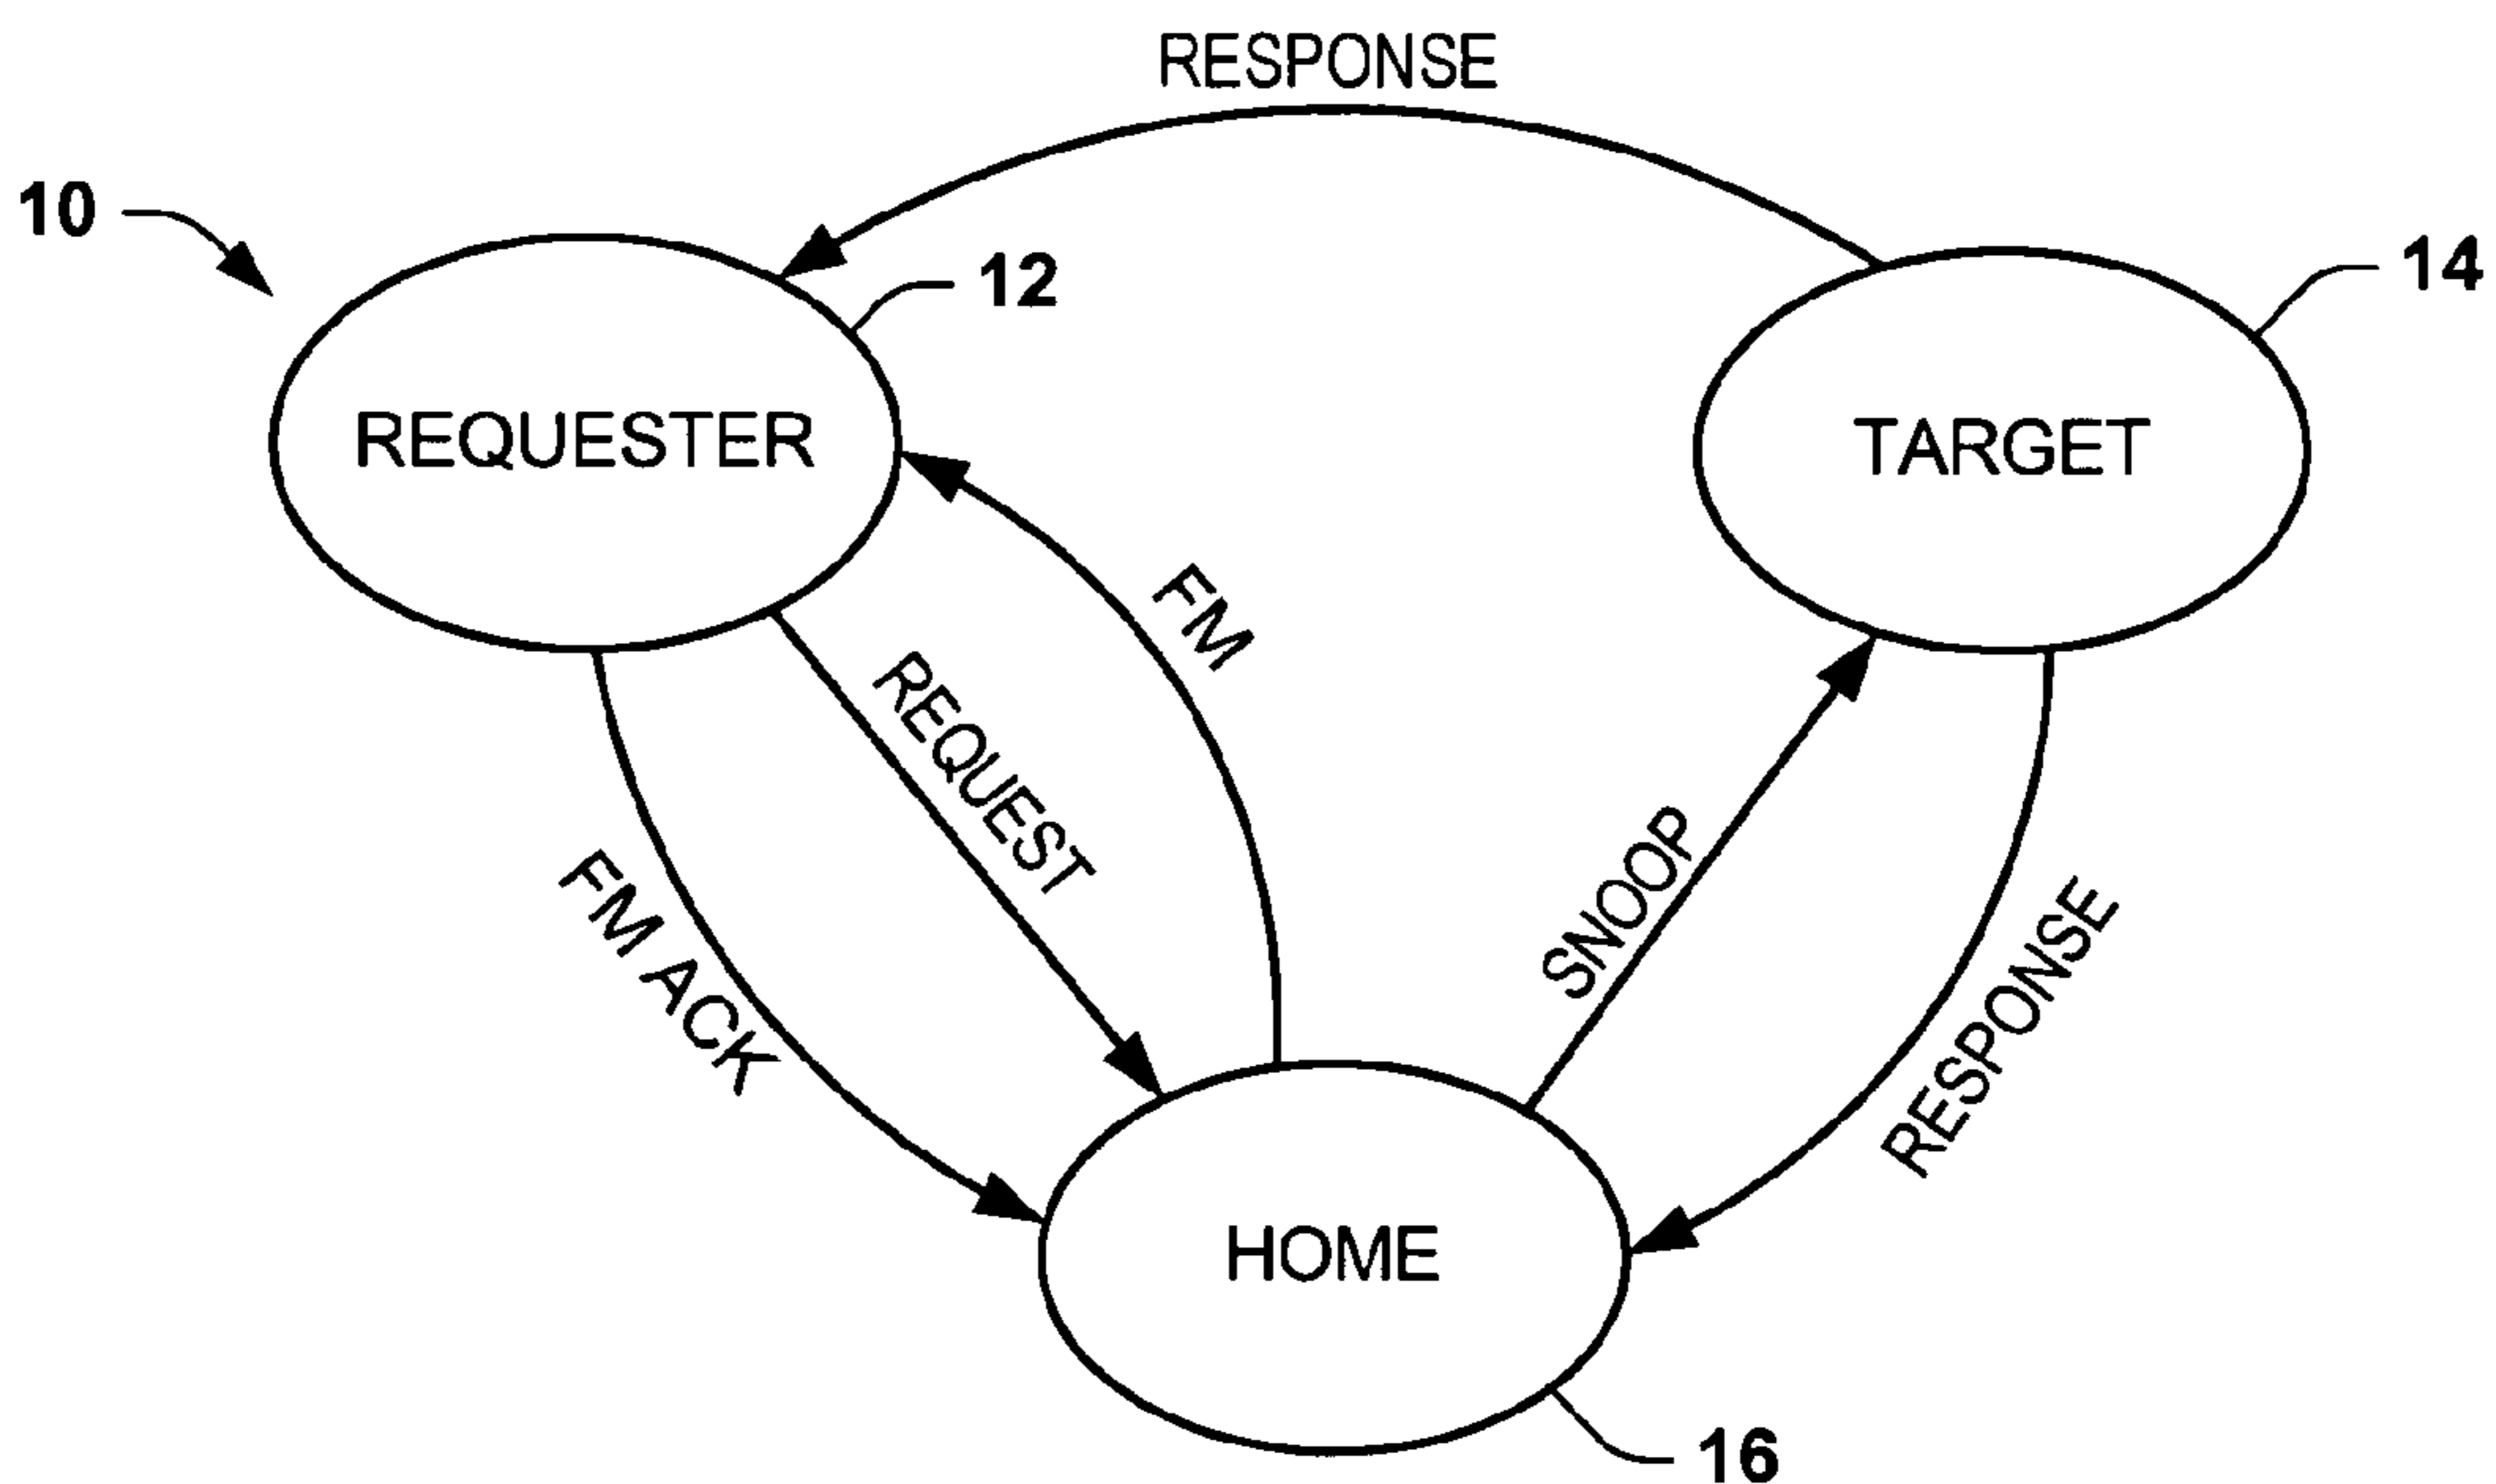 RESPONSE
10
12
14
REQUESTER
TARGET
FM
REQUEST
FM ACK
SNOOP
RESPONSE
HOME
16